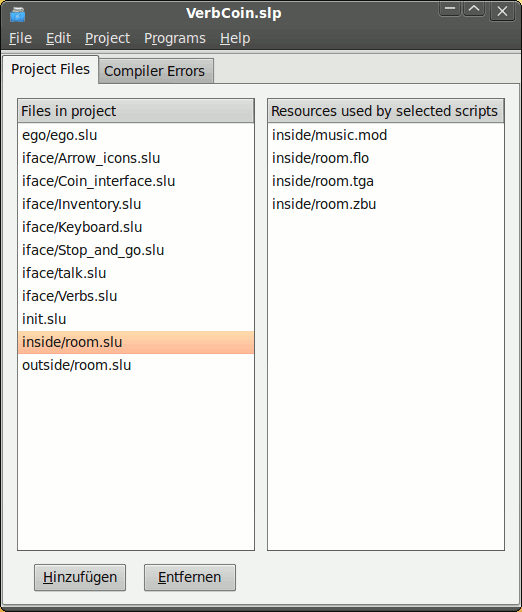 VerbCoin.slp
File Edit Project Programs Help
Project Files Compiler Errors
Files in project
ego/ego.slu
iface/Arrow_icons.slu
iface/Coin_interface.slu
iface/Inventory.slu
iface/Keyboard.slu
iface/Stop_and_go.slu
iface/talk.slu
iface/Verbs.slu
init.slu
inside/room.slu
outside/room.slu
Resources used by selected scripts
inside/music.mod
inside/room.flo
inside/room.tga
inside/room.zbu
Hinzufügen Entfernen